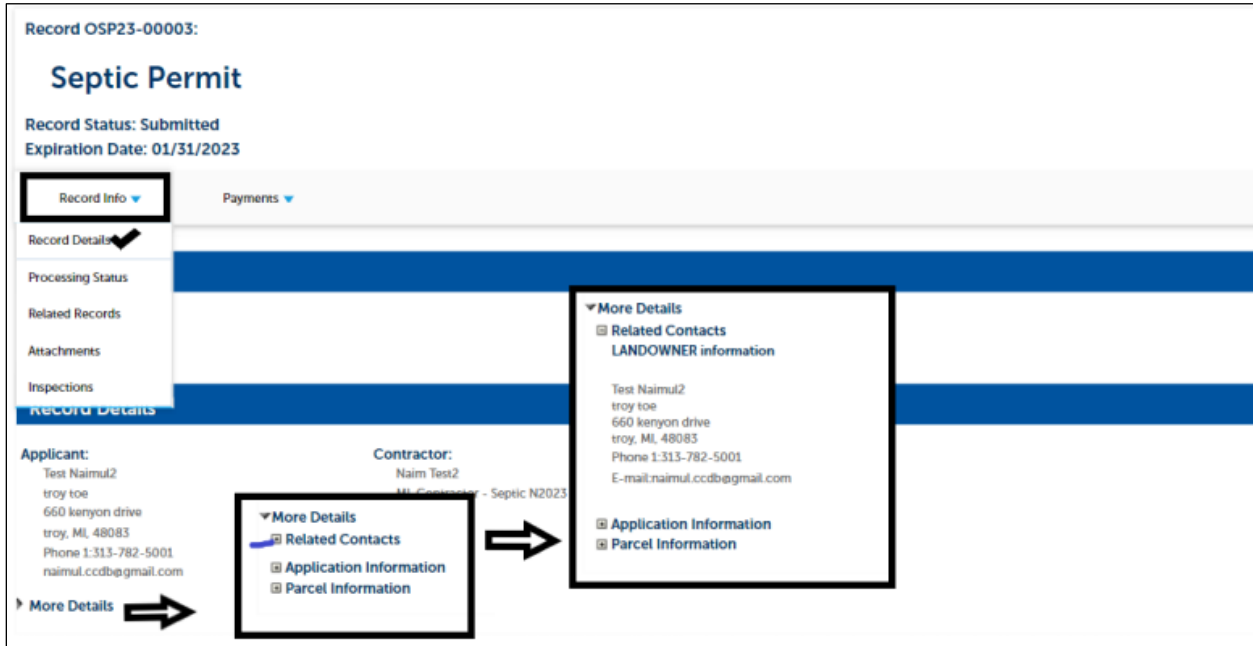 Record OSP23-00003:
Septic Permit
Record Status: Submitted
Expiration Date: 01/31/2023
Record Info
Payments
Record Details
Processing Status
Related Records
Attachments
Inspections
Record Details
Applicant:
Test Naimul2
troy toe
660 kenyon drive
troy, MI, 48083
Phone 1:313-782-5001
naimul.ccdb@gmail.com
More Details
Contractor:
Naim Test2
MI Contractor - Septic N2023
More Details
Related Contacts
Application Information
Parcel Information
More Details
Related Contacts
LANDOWNER information
Test Naimul2
troy toe
660 kenyon drive
troy, MI, 48083
Phone 1:313-782-5001
E-mail:naimul.ccdb@gmail.com
Application Information
Parcel Information